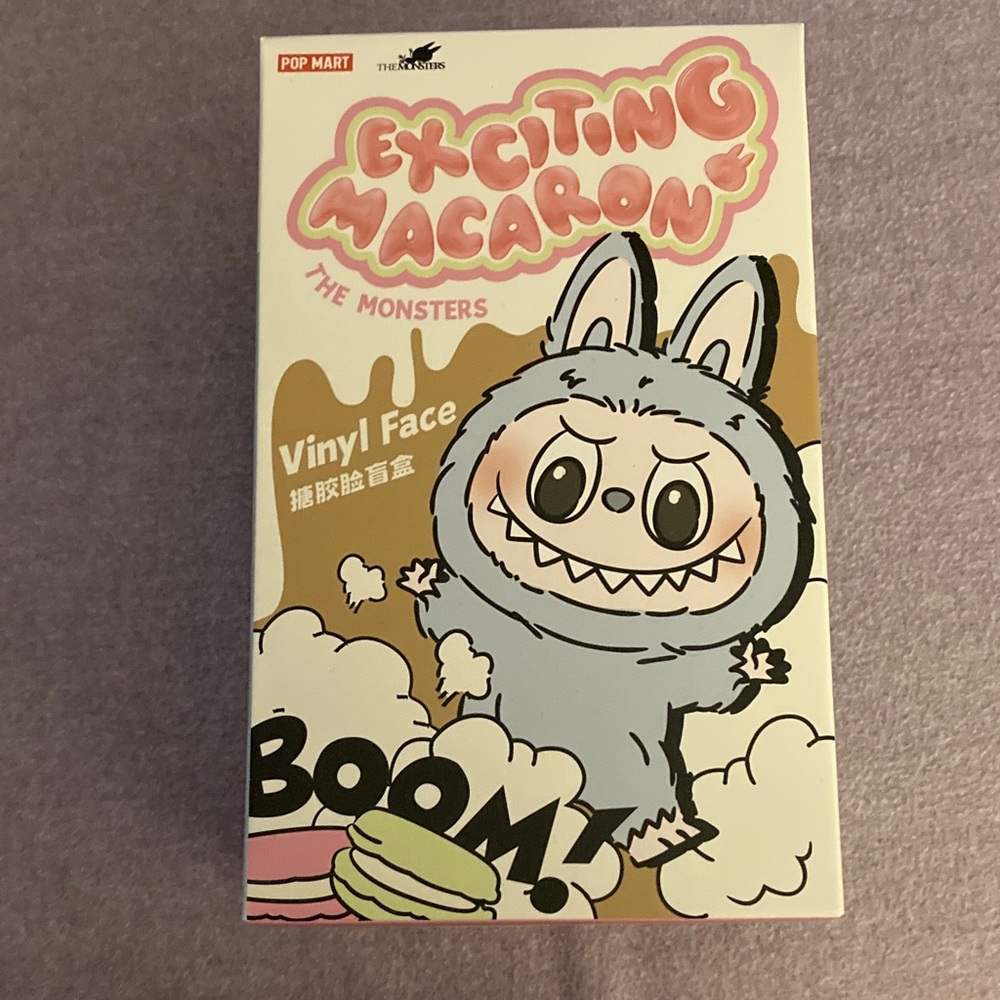 POP MART
THE MONSTERS
EXCITING
MACARON
THE MONSTERS
Vinyl Face
搪胶脸盲盒
BOOM!